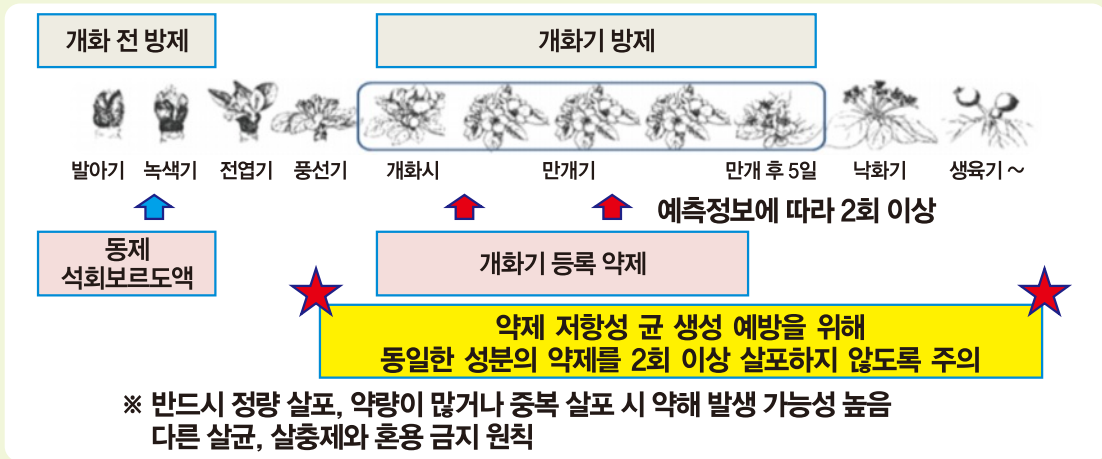 개화 전 방제
개화기 방제
발아기 녹색기 전엽기 풍선기 개화시 만개기 만개 후 5일 낙화기 생육기 ~
예측정보에 따라 2회 이상
동제
석회보르도액
개화기 등록 약제
약제 저항성 균 생성 예방을 위해
동일한 성분의 약제를 2회 이상 살포하지 않도록 주의
※ 반드시 정량 살포, 약량이 많거나 중복 살포 시 약해 발생 가능성 높음
다른 살균, 살충제와 혼용 금지 원칙